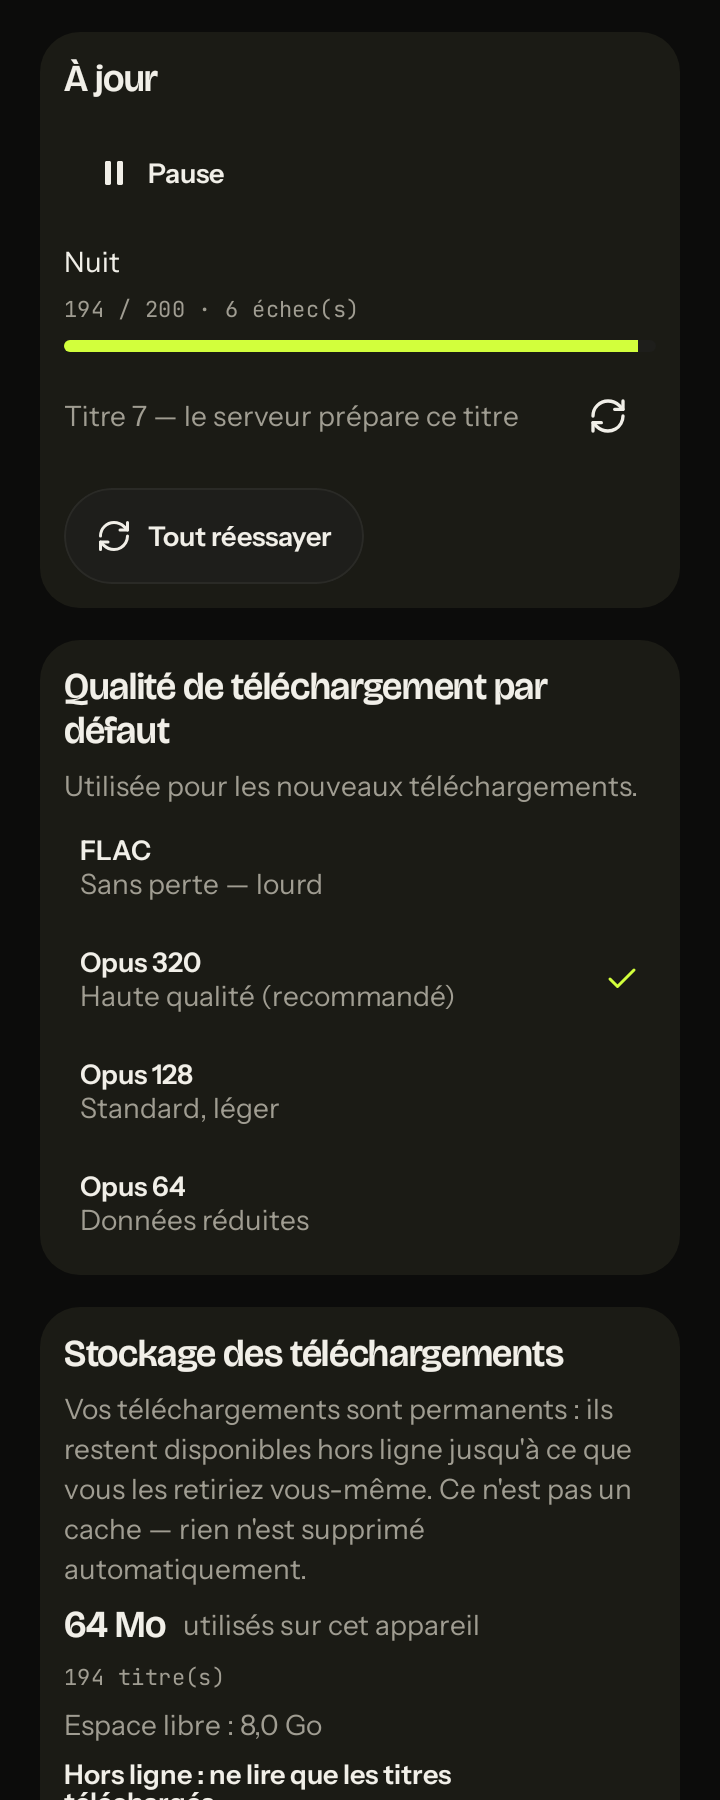 À jour
Pause
Nuit
194 / 200 · 6 échec(s)
Titre 7 — le serveur prépare ce titre
Tout réessayer
Qualité de téléchargement par
défaut
Utilisée pour les nouveaux téléchargements.
FLAC
Sans perte — lourd
Opus 320
Haute qualité (recommandé)
Opus 128
Standard, léger
Opus 64
Données réduites
Stockage des téléchargements
Vos téléchargements sont permanents : ils
restent disponibles hors ligne jusqu'à ce que
vous les retiriez vous-même. Ce n'est pas un
cache — rien n'est supprimé
automatiquement.
64 Mo utilisés sur cet appareil
194 titre(s)
Espace libre : 8,0 Go
Hors ligne : ne lire que les titres